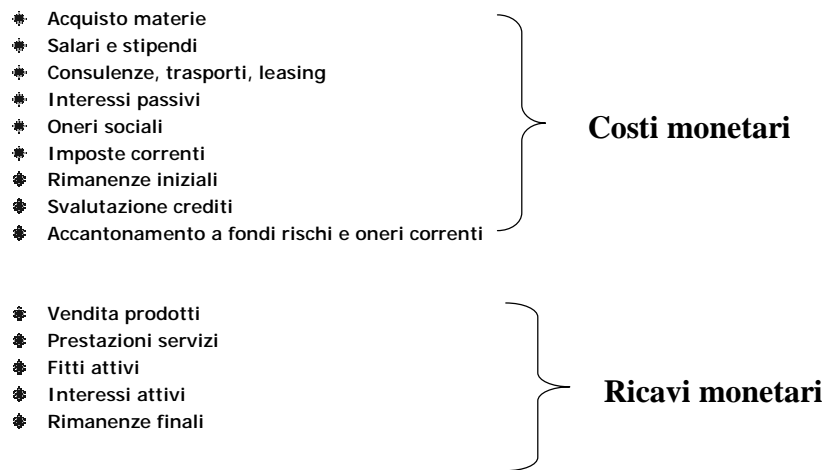 Acquisto materie
Salari e stipendi
Consulenze, trasporti, leasing
Interessi passivi
Oneri sociali
Imposte correnti
Rimanenze iniziali
Svalutazione crediti
Accantonamento a fondi rischi e oneri correnti
Costi monetari
Vendita prodotti
Prestazioni servizi
Fitti attivi
Interessi attivi
Rimanenze finali
Ricavi monetari